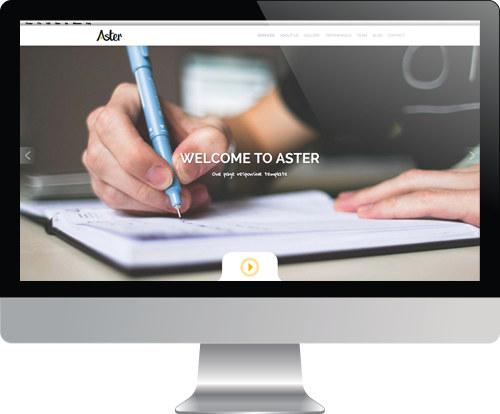 Aster
SERVICES ABOUT US GALLERY TESTIMONIALS TEAM BLOG CONTACT
WELCOME TO ASTER
One page responsive template